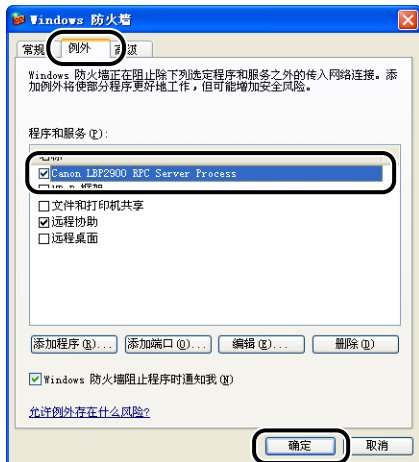 Windows 防火墙
常规
例外
高级
Windows 防火墙正在阻止除下列选定程序和服务之外的传入网络连接。添
加例外将使部分程序更好地工作，但可能增加安全风险。
程序和服务(P):
名称
Canon LBP2900 RPC Server Process
UPnP 框架
文件和打印机共享
远程协助
远程桌面
添加程序(R)...
添加端口(O)...
编辑(E)...
删除(D)
Windows 防火墙阻止程序时通知我(N)
允许例外存在什么风险?
确定
取消